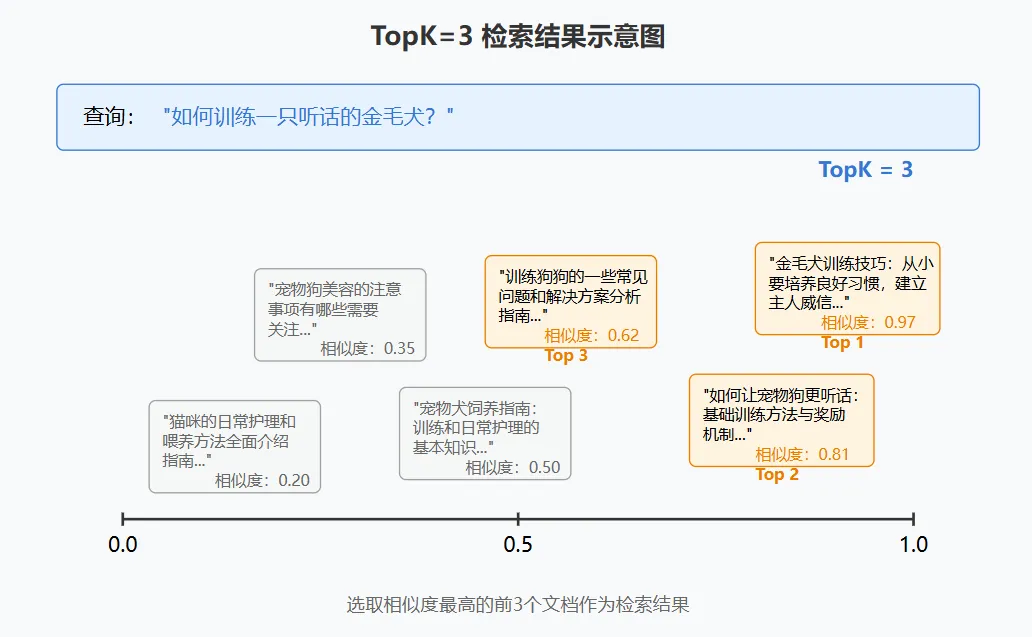 TopK=3 检索结果示意图
查询： "如何训练一只听话的金毛犬？"
TopK = 3
"金毛犬训练技巧：从小
要培养良好习惯，建立
主人威信..."
相似度：0.97
Top 1
"训练狗狗的一些常见
问题和解决方案分析
指南..."
相似度：0.62
Top 3
"宠物狗美容的注意
事项有哪些需要
关注..."
相似度：0.35
"如何让宠物狗更听话：
基础训练方法与奖励
机制..."
相似度：0.81
Top 2
"宠物犬饲养指南：
训练和日常护理的
基本知识..."
相似度：0.50
"猫咪的日常护理和
喂养方法全面介绍
指南..."
相似度：0.20
0.0
0.5
1.0
选取相似度最高的前3个文档作为检索结果